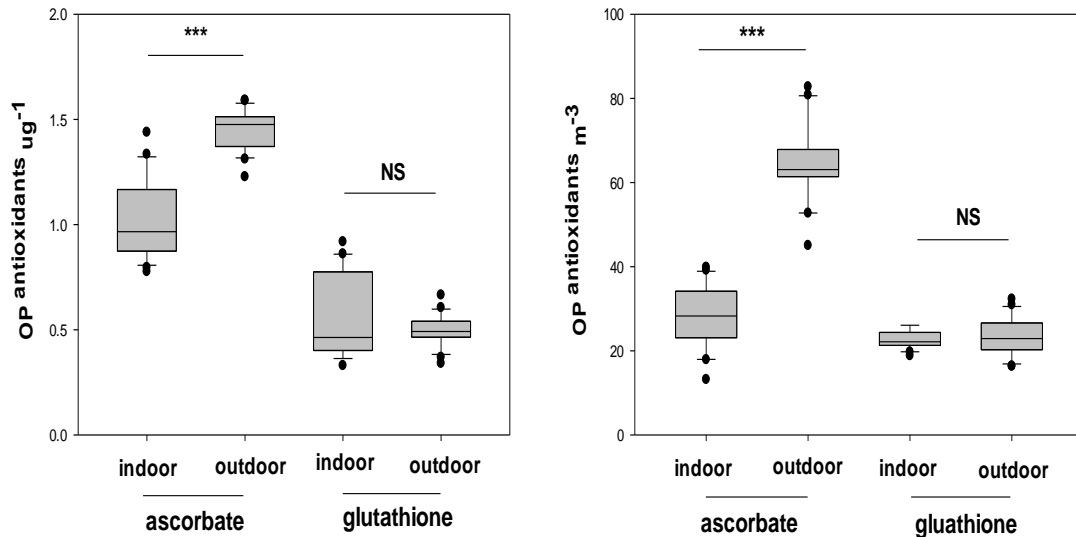 OP antioxidants ug-1
2.0
1.5
1.0
0.5
0.0
***
NS
indoor outdoor indoor outdoor
ascorbate glutathione
OP antioxidants m-3
100
80
60
40
20
0
***
NS
indoor outdoor indoor outdoor
ascorbate gluathione